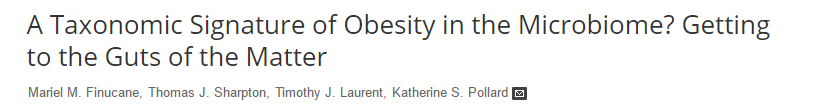 A Taxonomic Signature of Obesity in the Microbiome? Getting
to the Guts of the Matter
Mariel M. Finucane, Thomas J. Sharpton, Timothy J. Laurent, Katherine S. Pollard